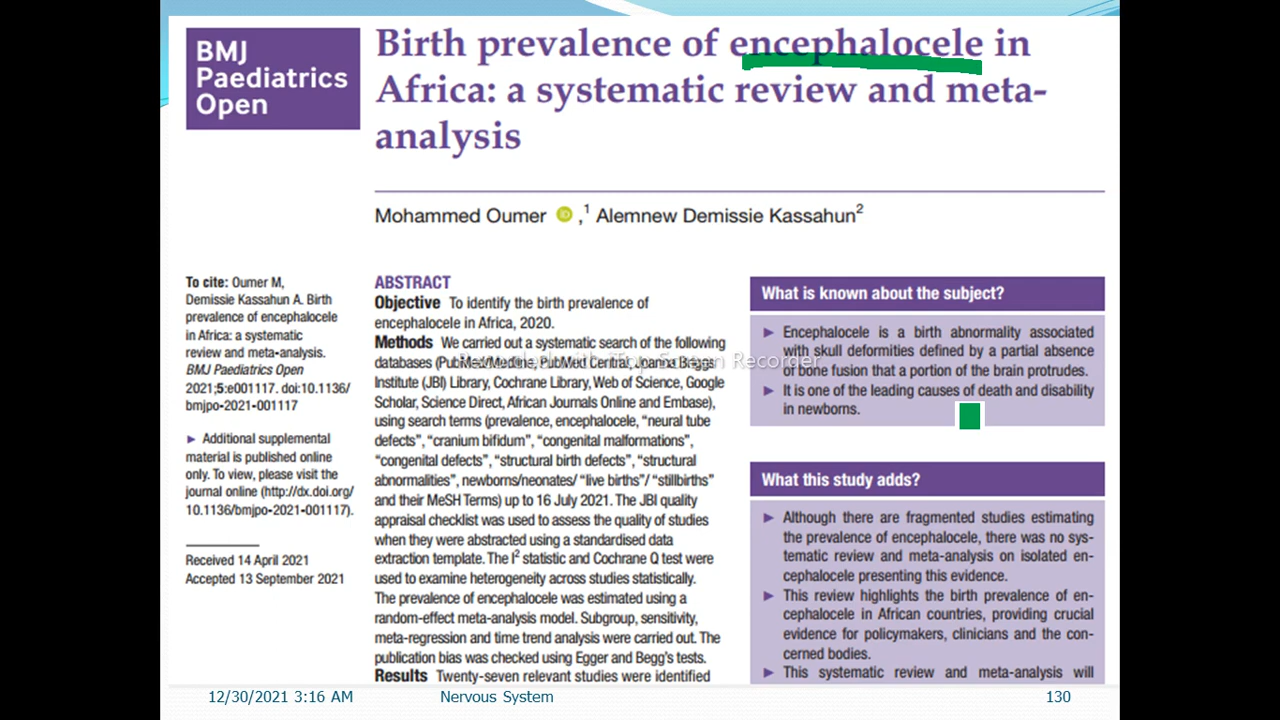 BMJ
Paediatrics
Open
Birth prevalence of encephalocele in
Africa: a systematic review and meta-
analysis
Mohammed Oumer iD ,1 Alemnew Demissie Kassahun2
To cite: Oumer M,
Demissie Kassahun A. Birth
prevalence of encephalocele
in Africa: a systematic
review and meta-analysis.
BMJ Paediatrics Open
2021;5:e001117. doi:10.1136/
bmjpo-2021-001117
► Additional supplemental
material is published online
only. To view, please visit the
journal online (http://dx.doi.org/
10.1136/bmjpo-2021-001117).
Received 14 April 2021
Accepted 13 September 2021
ABSTRACT
Objective To identify the birth prevalence of
encephalocele in Africa, 2020.
Methods We carried out a systematic search of the following
databases (PubMed/Medline, PubMed Central, Joanna Briggs
Institute (JBI) Library, Cochrane Library, Web of Science, Google
Scholar, Science Direct, African Journals Online and Embase),
using search terms (prevalence, encephalocele, “neural tube
defects”, “cranium bifidum”, “congenital malformations”,
“congenital defects”, “structural birth defects”, “structural
abnormalities”, newborns/neonates/ “live births”/ “stillbirths”
and their MeSH Terms) up to 16 July 2021. The JBI quality
appraisal checklist was used to assess the quality of studies
when they were abstracted using a standardised data
extraction template. The I2 statistic and Cochrane Q test were
used to examine heterogeneity across studies statistically.
The prevalence of encephalocele was estimated using a
random-effect meta-analysis model. Subgroup, sensitivity,
meta-regression and time trend analysis were carried out. The
publication bias was checked using Egger and Begg’s tests.
Results Twenty-seven relevant studies were identified
What is known about the subject?
► Encephalocele is a birth abnormality associated
with skull deformities defined by a partial absence
of bone fusion that a portion of the brain protrudes.
► It is one of the leading causes of death and disability
in newborns.
What this study adds?
► Although there are fragmented studies estimating
the prevalence of encephalocele, there was no sys-
tematic review and meta-analysis on isolated en-
cephalocele presenting this evidence.
► This review highlights the birth prevalence of en-
cephalocele in African countries, providing crucial
evidence for policymakers, clinicians and the con-
cerned bodies.
► This systematic review and meta-analysis will
Recorded with iTop Screen Recorder
12/30/2021 3:16 AM
Nervous System
130